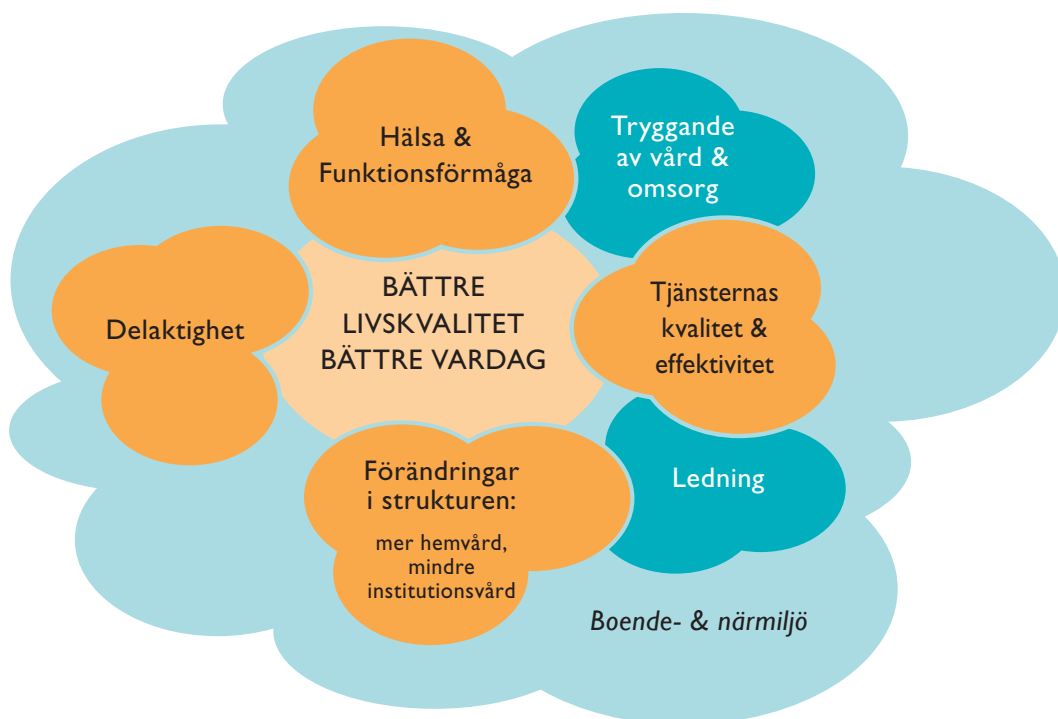 Hälsa &
Funktionsförmåga
Tryggande
av vård &
omsorg
Delaktighet
BÄTTRE
LIVSKVALITET
BÄTTRE VARDAG
Tjänsternas
kvalitet &
effektivitet
Förändringar
i strukturen:
mer hemvård,
mindre
institutionsvård
Ledning
Boende- & närmiljö